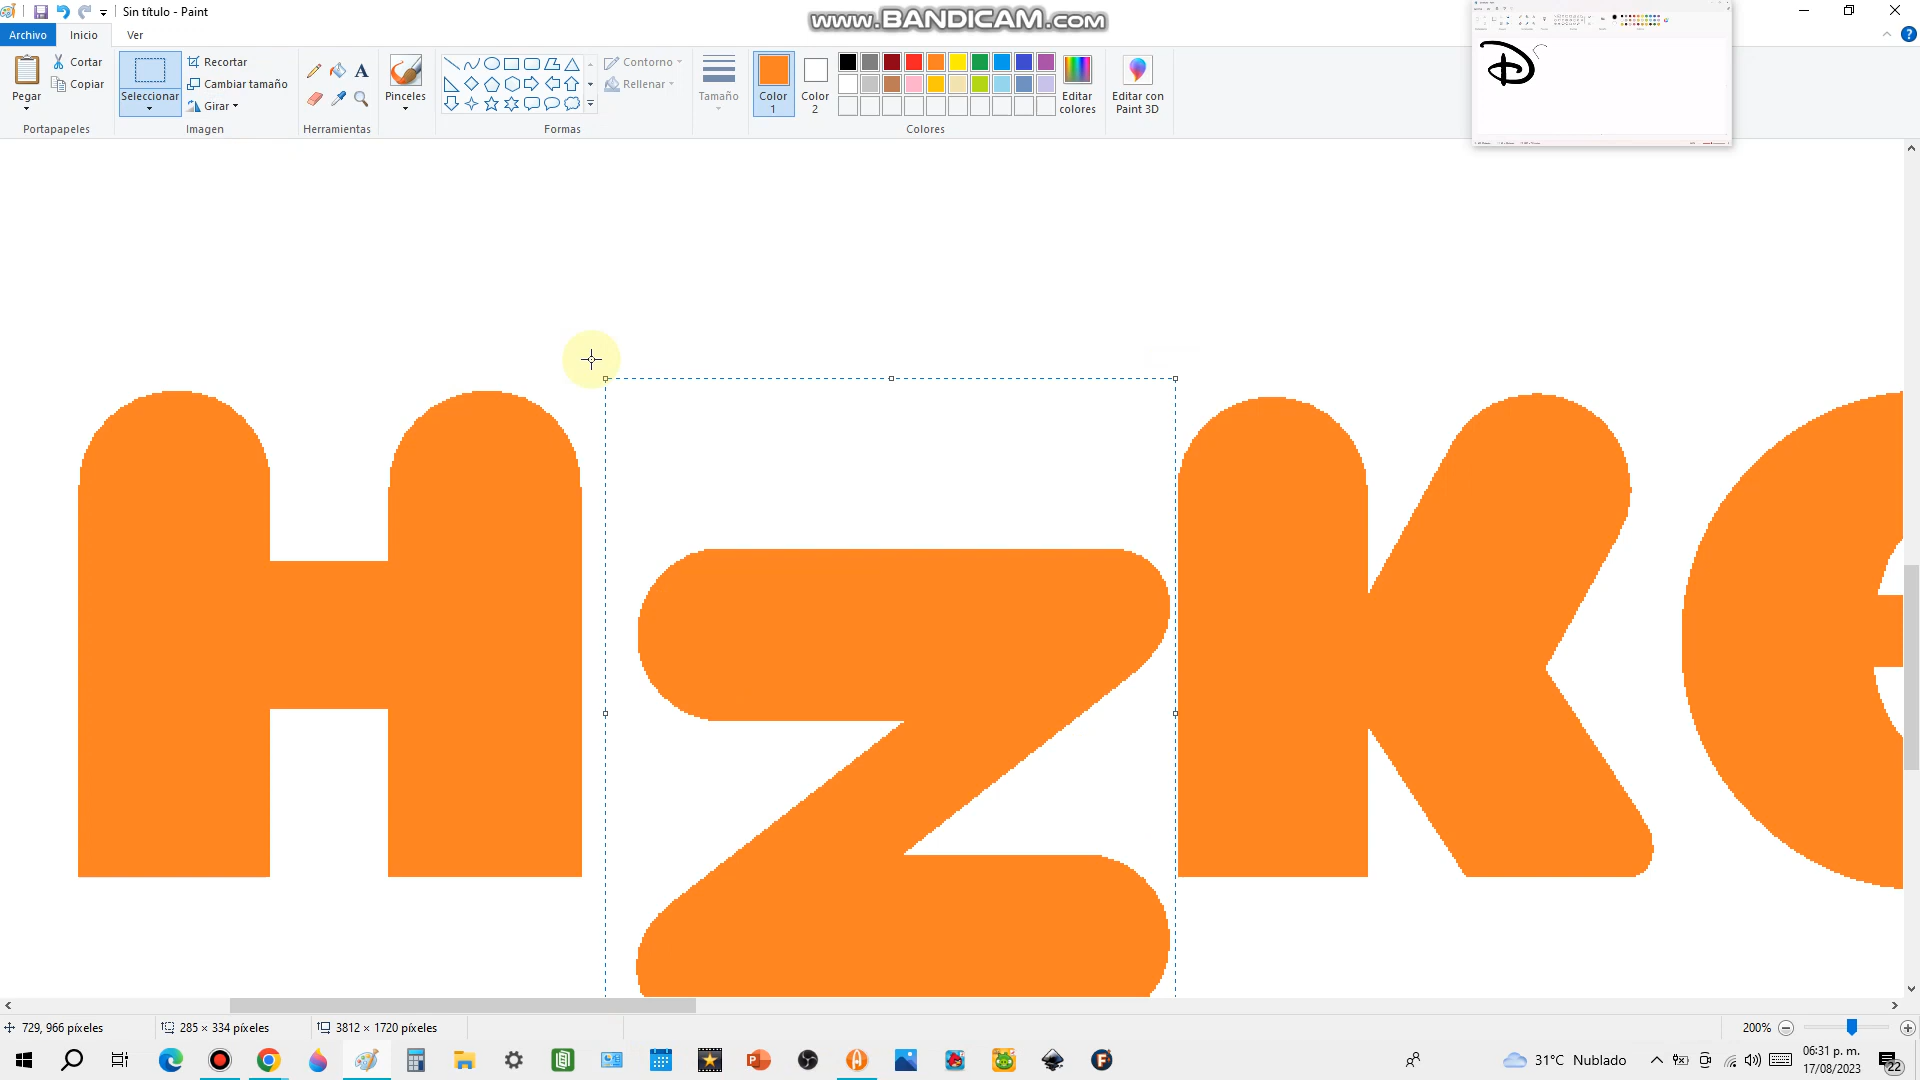 Sin título - Paint
www.BANDICAM.com
Archivo
Inicio
Ver
Pegar
Cortar
Copiar
Portapapeles
Seleccionar
Recortar
Cambiar tamaño
Girar
Imagen
A
Herramientas
Pinceles
Contorno
Rellenar
Formas
Tamaño
Color 1
Color 2
Editar colores
Colores
Editar con Paint 3D
D
HZK
729, 966 píxeles
285 × 334 píxeles
3812 × 1720 píxeles
200%
31°C Nublado
06:31 p. m.
17/08/2023
22